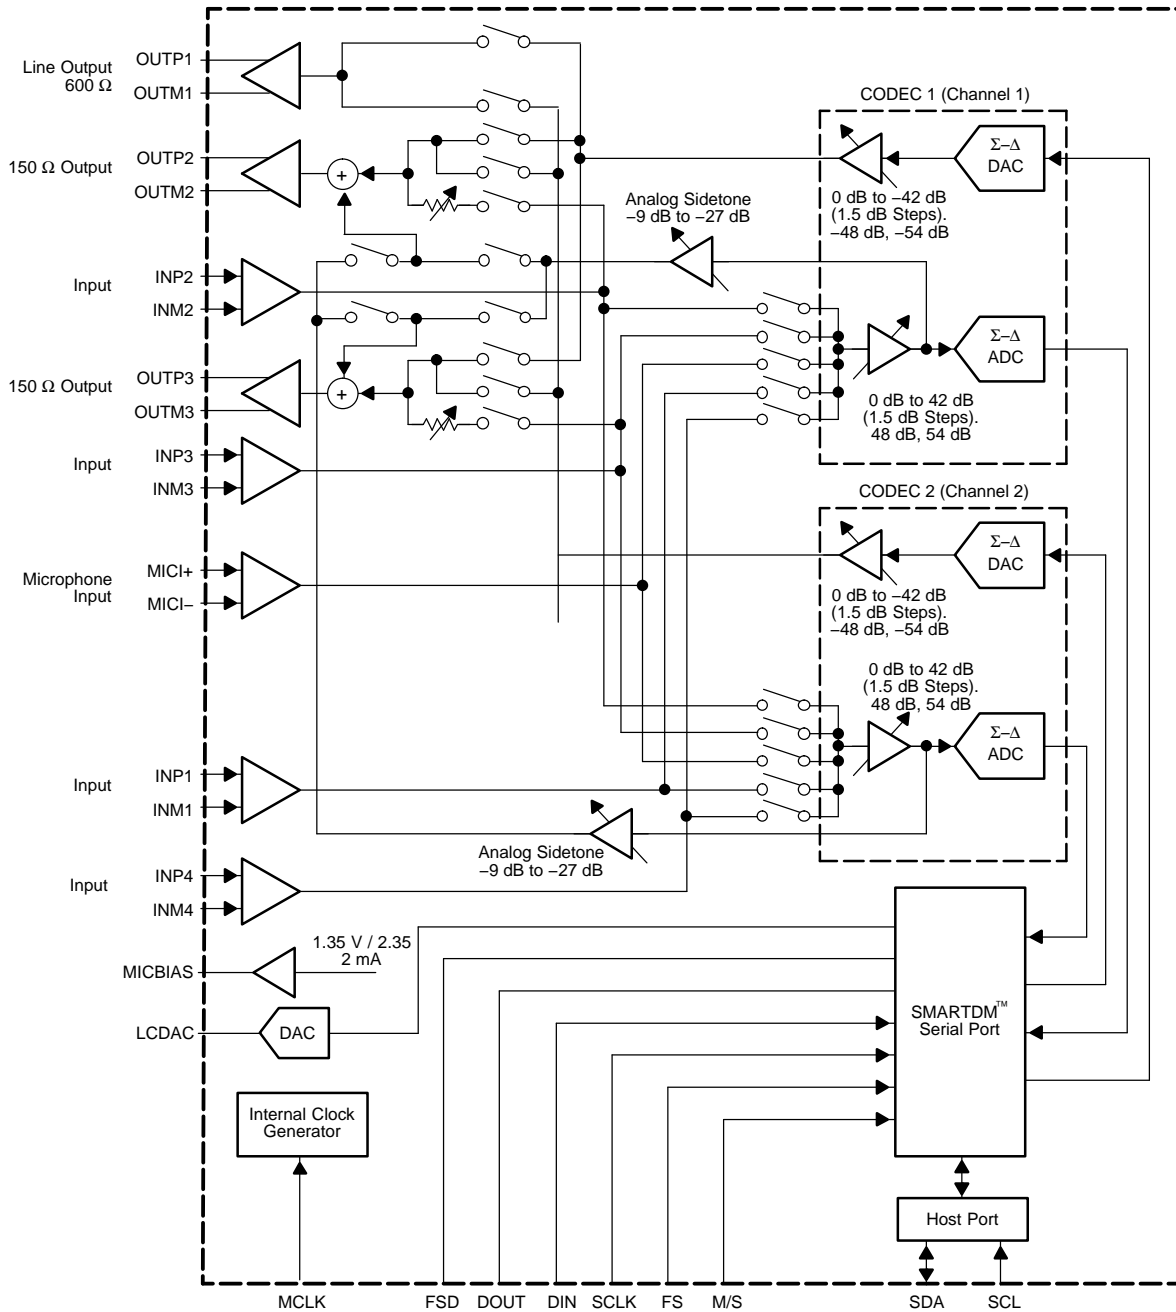 OUTP1
Line Output
600 Ω
OUTM1
CODEC 1 (Channel 1)
Σ–Δ
DAC
OUTP2
150 Ω Output
OUTM2
+
0 dB to –42 dB
(1.5 dB Steps).
–48 dB, –54 dB
Analog Sidetone
–9 dB to –27 dB
INP2
Input
INM2
Σ–Δ
ADC
OUTP3
150 Ω Output
OUTM3
+
0 dB to 42 dB
(1.5 dB Steps).
48 dB, 54 dB
INP3
Input
INM3
CODEC 2 (Channel 2)
Σ–Δ
DAC
MICI+
Microphone
Input
MICI–
0 dB to –42 dB
(1.5 dB Steps).
–48 dB, –54 dB
0 dB to 42 dB
(1.5 dB Steps).
48 dB, 54 dB
Σ–Δ
ADC
INP1
Input
INM1
Analog Sidetone
–9 dB to –27 dB
INP4
Input
INM4
1.35 V / 2.35
2 mA
MICBIAS
LCDAC
DAC
SMARTDM™
Serial Port
Internal Clock
Generator
Host Port
MCLK FSD DOUT DIN SCLK FS M/S SDA SCL